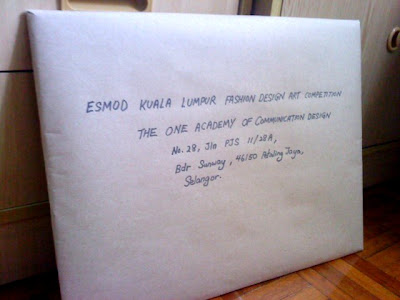 ESMOD KUALA LUMPUR FASHION DESIGN ART COMPETITION
THE ONE ACADEMY OF COMMUNICATION DESIGN
No. 28, Jln PJS 11/28A,
Bdr Sunway, 46150 Petaling Jaya,
Selangor.